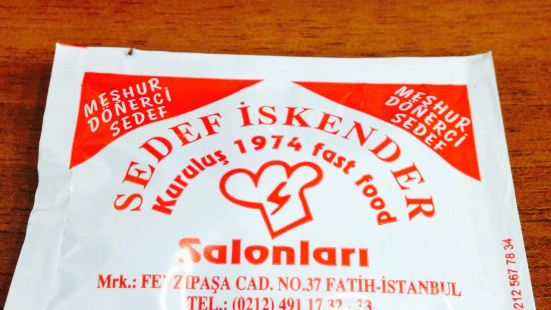 MEŞHUR
DÖNERCİ
SEDEF
MEŞHUR
DÖNERCİ
SEDEF
SEDEF İSKENDER
Kuruluş 1974 fast food
Salonları
Mrk.: FEVZİPAŞA CAD. NO.37 FATİH-İSTANBUL
TEL.: (0212) 491 17 32 - 33
0212 567 78 34